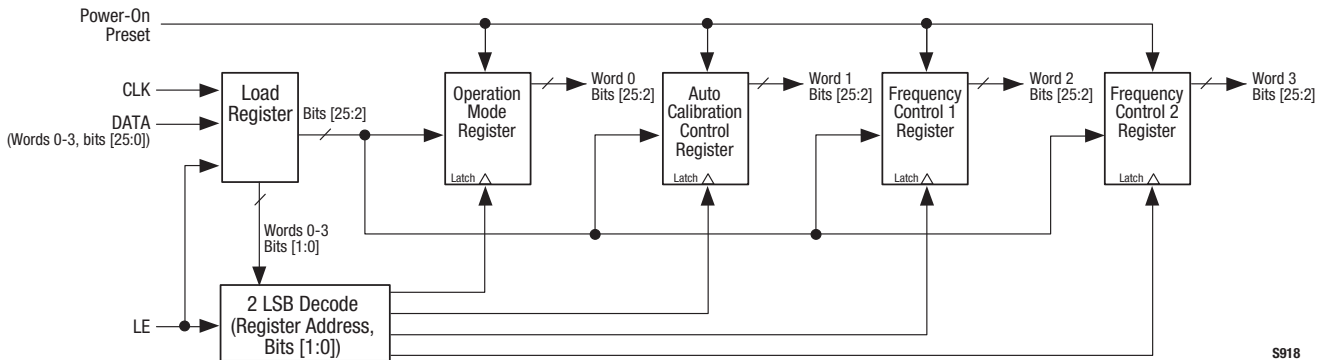 Power-On
Preset
CLK
DATA
(Words 0-3, bits [25:0])
Load
Register
Bits [25:2]
Operation
Mode
Register
Latch
Word 0
Bits [25:2]
Auto
Calibration
Control
Register
Latch
Word 1
Bits [25:2]
Frequency
Control 1
Register
Latch
Word 2
Bits [25:2]
Frequency
Control 2
Register
Latch
Word 3
Bits [25:2]
Words 0-3
Bits [1:0]
LE
2 LSB Decode
(Register Address,
Bits [1:0])
S918